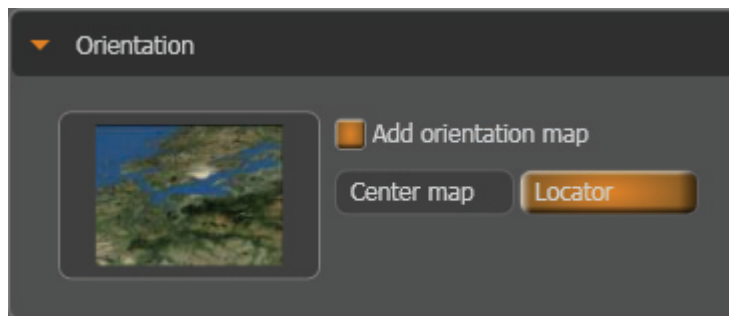 Orientation
Add orientation map
Center map
Locator